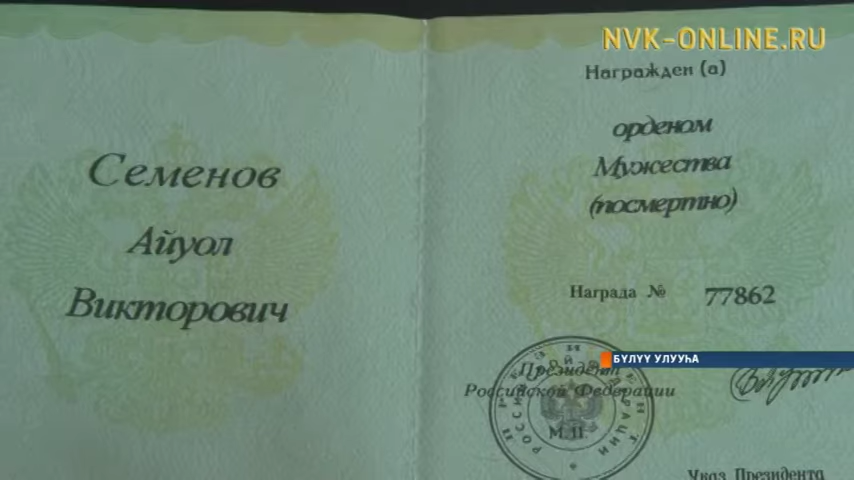 NVK-ONLINE.RU
Семенов
Айуол
Викторович
Награжден (а)
орденом
Мужества
(посмертно)
Награда № 77862
БҮЛҮҮ УЛУУҺА
Президент
Российской Федерации
М.П.
Указ Президента